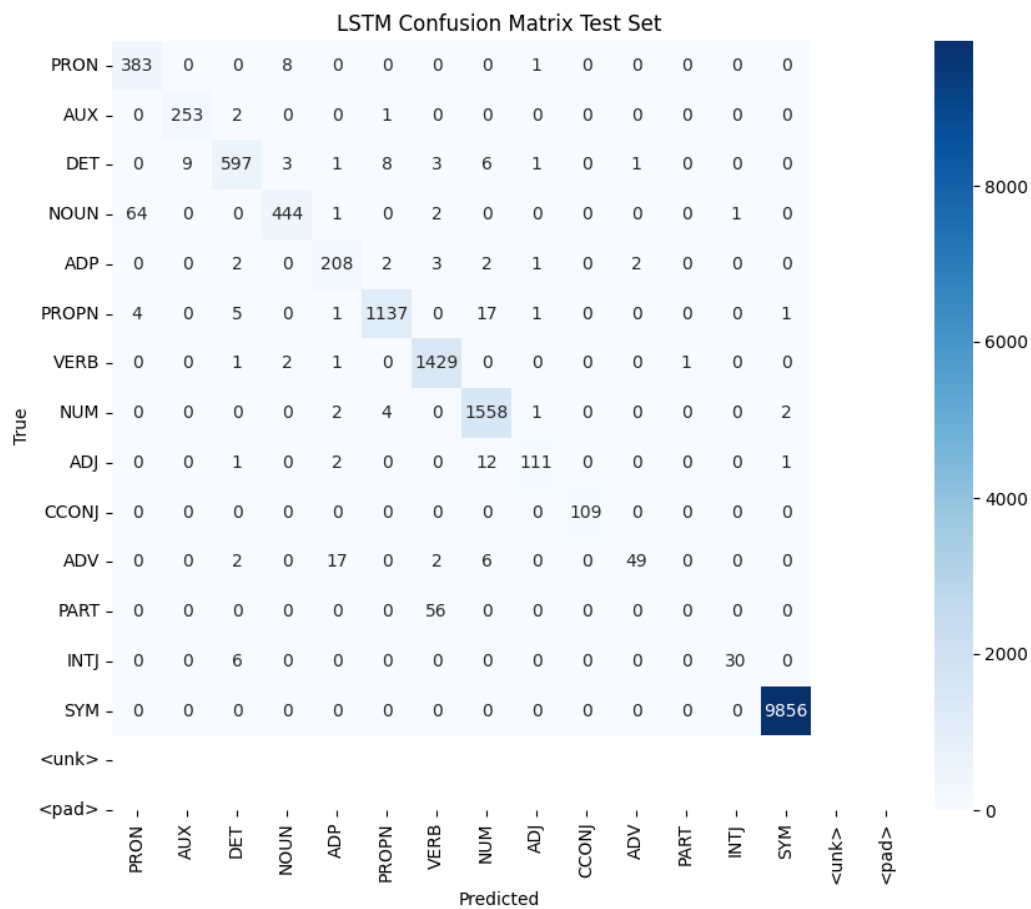 LSTM Confusion Matrix Test Set
PRON 383 0 0 8 0 0 0 0 1 0 0 0 0 0
AUX 0 253 2 0 0 1 0 0 0 0 0 0 0 0
DET 0 9 597 3 1 8 3 6 1 0 1 0 0 0
NOUN 64 0 0 444 1 0 2 0 0 0 0 0 1 0
ADP 0 0 2 0 208 2 3 2 1 0 2 0 0 0
PROPN 4 0 5 0 1 1137 0 17 1 0 0 0 0 1
VERB 0 0 1 2 1 0 1429 0 0 0 0 1 0 0
NUM 0 0 0 0 2 4 0 1558 1 0 0 0 0 2
ADJ 0 0 1 0 2 0 0 12 111 0 0 0 0 1
CCONJ 0 0 0 0 0 0 0 0 0 109 0 0 0 0
ADV 0 0 2 0 17 0 2 6 0 0 49 0 0 0
PART 0 0 0 0 0 0 56 0 0 0 0 0 0 0
INTJ 0 0 6 0 0 0 0 0 0 0 0 0 30 0
SYM 0 0 0 0 0 0 0 0 0 0 0 0 0 9856
<unk>
<pad>
True
PRON AUX DET NOUN ADP PROPN VERB NUM ADJ CCONJ ADV PART INTJ SYM <unk> <pad>
Predicted
8000
6000
4000
2000
0